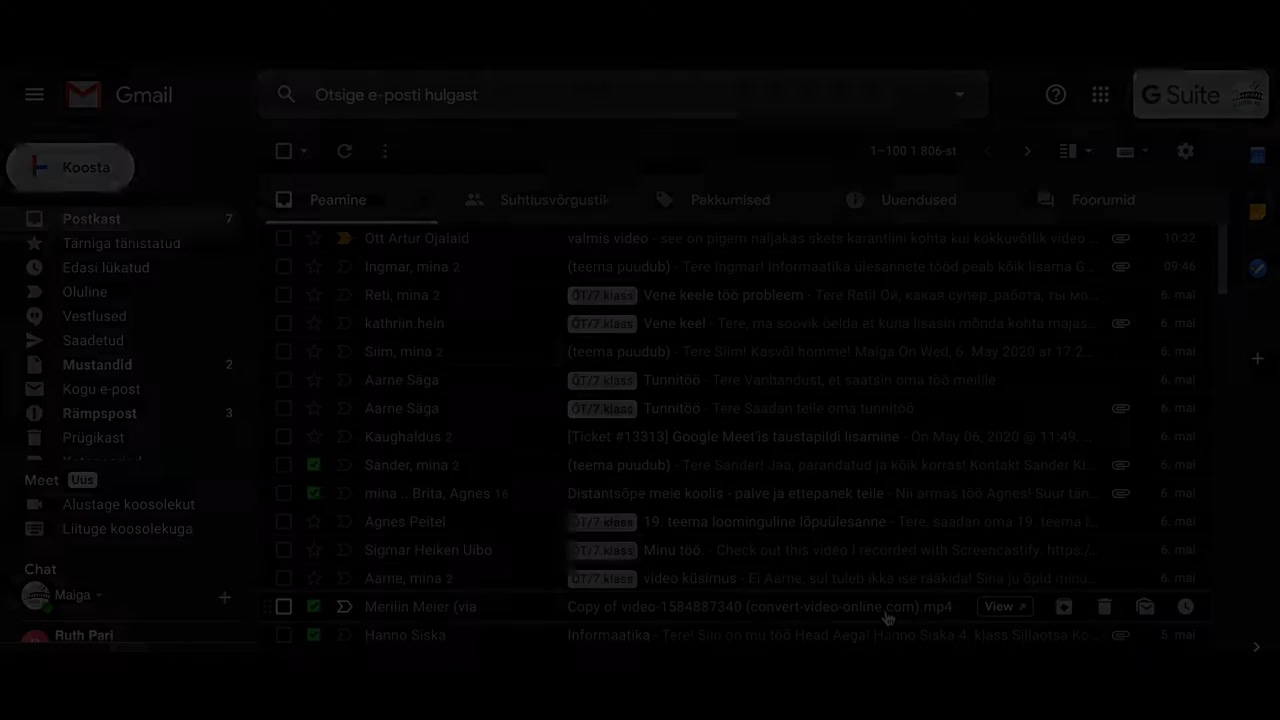 Gmail
Otsige e-posti hulgast
G Suite
Koosta
1–100 1 806-st
Peamine
Suhtlusvõrgustik
Pakkumised
Uuendused
Foorumid
Postkast 7
Tärniga tähistatud
Edasi lükatud
Oluline
Vestlused
Saadetud
Mustandid 2
Kogu e-post
Rämpspost 3
Prügikast
Meet Uus
Alustage koosolekut
Liituge koosolekuga
Chat
Maiga
Ruth Pari
Ott Artur Ojalaid valmis video - see on pigem naljakas skets karantiini kohta kui kokkuvõtlik video ... 10:32
Ingmar, mina 2 (teema puudub) - Tere Ingmar! Informaatika ülesannete tööd peab kõik lisama G... 09:46
Reti, mina 2 ÕT/7.klass Vene keele töö probleem - Tere Reti! Ой, какая супер_работа, ты мо... 6. mai
kathriin.hein ÕT/7.klass Vene keel - Tere, ma soovik öelda et kuna lisasin mõnda kohta majas... 6. mai
Siim, mina 2 (teema puudub) - Tere Siim! Kasvõi homme! Maiga On Wed, 6. May 2020 at 17:2... 6. mai
Aarne Säga ÕT/7.klass Tunnitöö - Tere Vanhandust, et saatsin oma töö meilile 6. mai
Aarne Säga ÕT/7.klass Tunnitöö - Tere Saadan teile oma tunnitöö 6. mai
Kaughaldus 2 [Ticket #13313] Google Meet'is taustapildi lisamine - On May 06, 2020 @ 11:49, ... 6. mai
Sander, mina 2 (teema puudub) - Tere Sander! Jaa, parandatud ja kõik korras! Kontakt Sander Ki... 6. mai
mina .. Brita, Agnes 16 Distantsõpe meie koolis - palve ja ettepanek teile - Nii armas töö Agnes! Suur tän... 6. mai
Agnes Peitel ÕT/7.klass 19. teema loominguline lõpuülesanne - Tere, saadan oma 19. teema l... 6. mai
Sigmar Heiken Uibo ÕT/7.klass Minu töö. - Check out this video I recorded with Screencastify. https:/... 6. mai
Aarne, mina 2 ÕT/7.klass video küsimus - Ei Aarne, sul tuleb ikka ise rääkida! Sina ju õpid minu... 6. mai
Merilin Meier (via Copy of video-1584887340 (convert-video-online.com).mp4 View
Hanno Siska Informaatika - Tere! Siin on mu töö Head Aega! Hanno Siska 4. klass Sillaotsa Ko... 5. mai